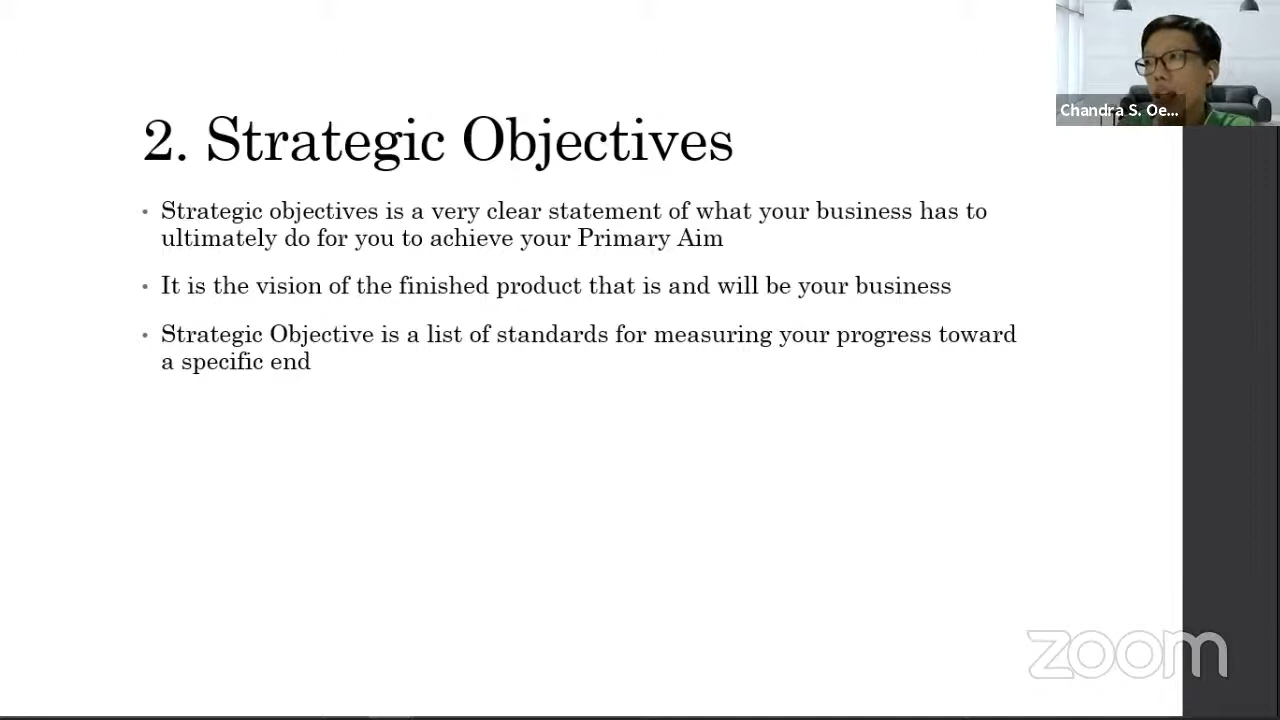 Chandra S. Oe...
2. Strategic Objectives
• Strategic objectives is a very clear statement of what your business has to
ultimately do for you to achieve your Primary Aim
• It is the vision of the finished product that is and will be your business
• Strategic Objective is a list of standards for measuring your progress toward
a specific end
zoom